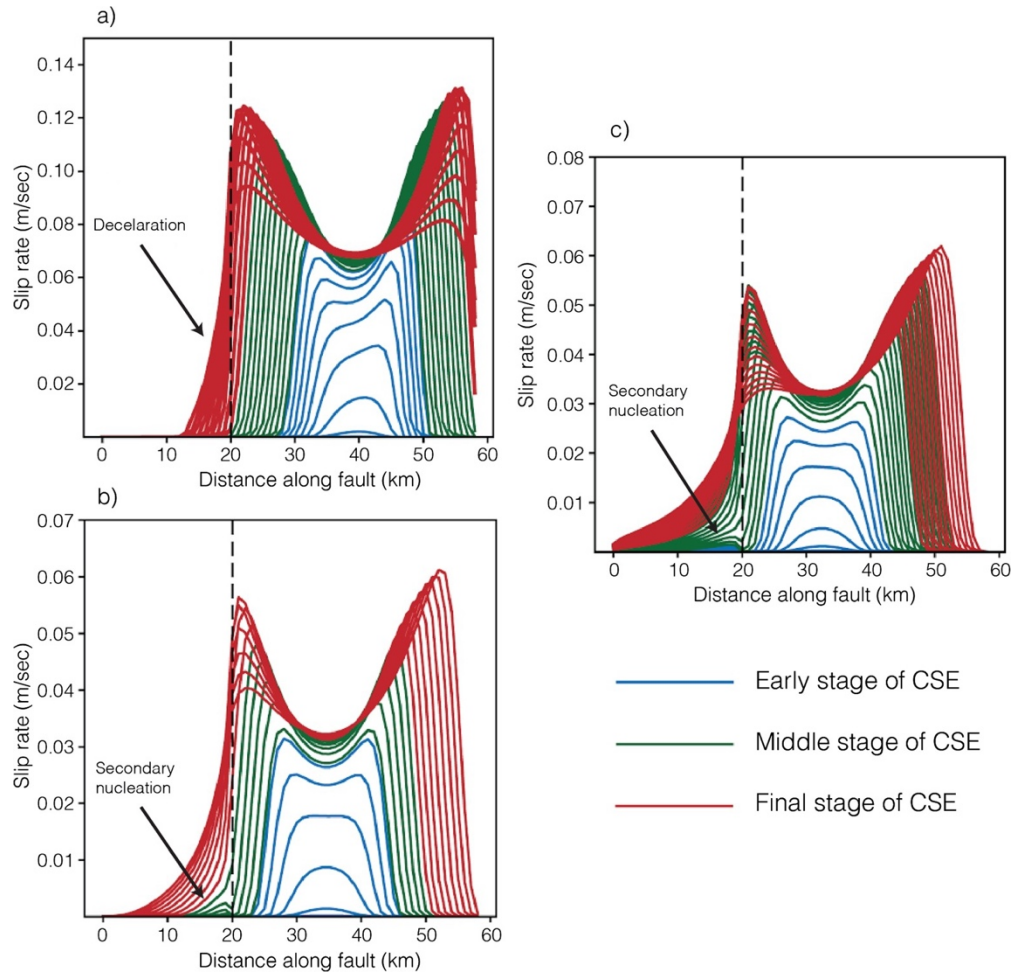 a)
0.14
0.12
0.10
0.08
0.06
0.04
0.02
Slip rate (m/sec)
Decelaration
0 10 20 30 40 50 60
Distance along fault (km)
b)
0.07
0.06
0.05
0.04
0.03
0.02
0.01
Slip rate (m/sec)
Secondary
nucleation
0 10 20 30 40 50 60
Distance along fault (km)
c)
0.08
0.07
0.06
0.05
0.04
0.03
0.02
0.01
Slip rate (m/sec)
Secondary
nucleation
0 10 20 30 40 50 60
Distance along fault (km)
Early stage of CSE
Middle stage of CSE
Final stage of CSE